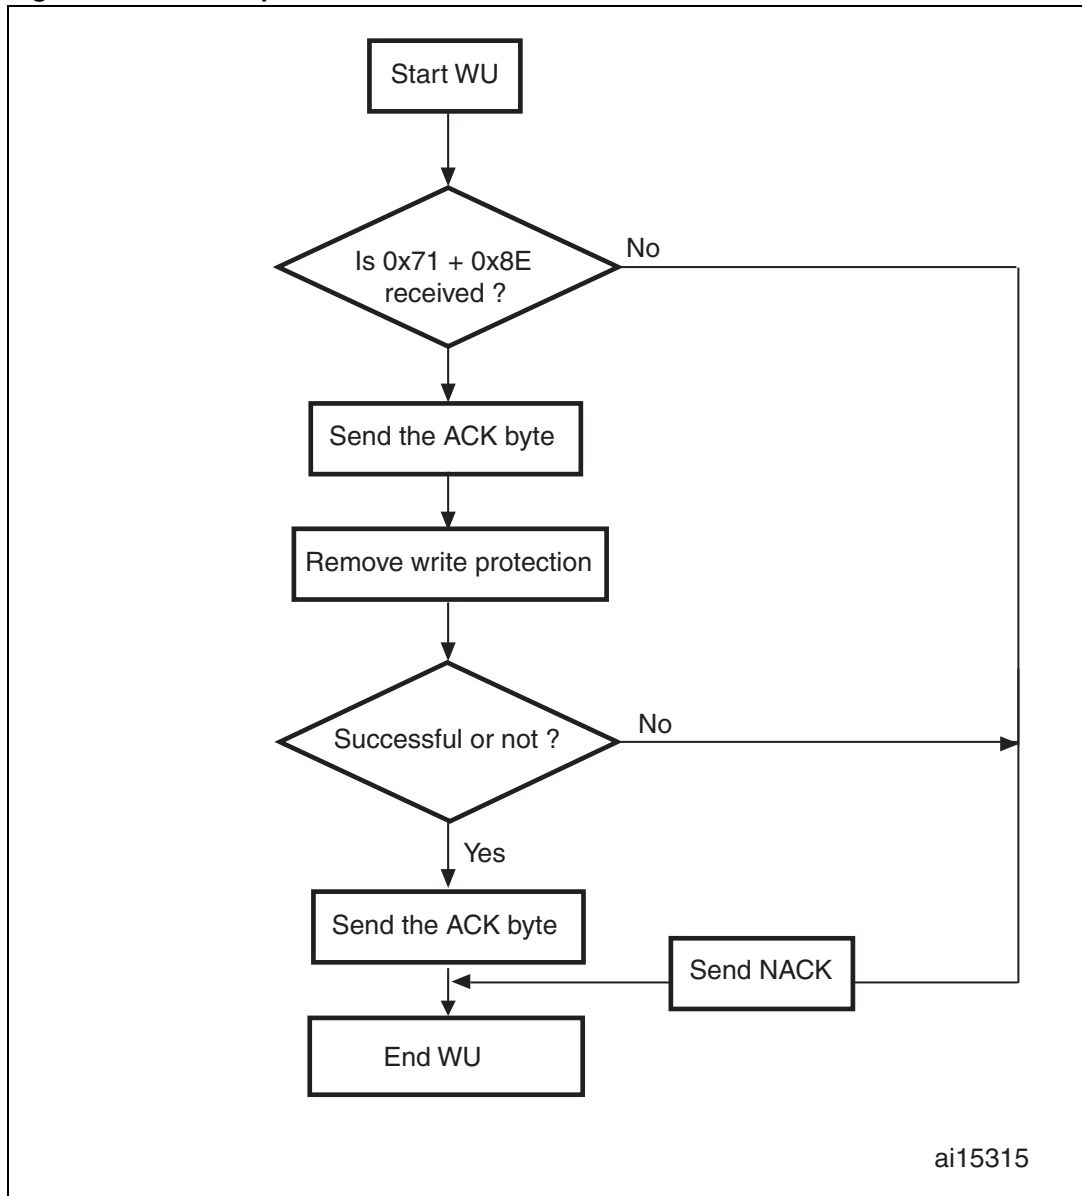 Start WU
Is 0x71 + 0x8E
received ?
No
Send the ACK byte
Remove write protection
Successful or not ?
No
Yes
Send the ACK byte
Send NACK
End WU
ai15315